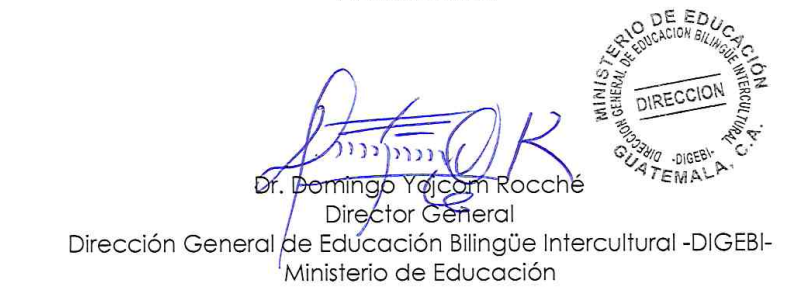 MINISTERIO DE EDUCACIÓN
DIRECCIÓN GENERAL DE EDUCACION BILINGÜE INTERCULTURAL
DIRECCION
-DIGEBI-
GUATEMALA, C.A.
Dr. Domingo Yojcom Rocché
Director General
Dirección General de Educación Bilingüe Intercultural -DIGEBI-
Ministerio de Educación